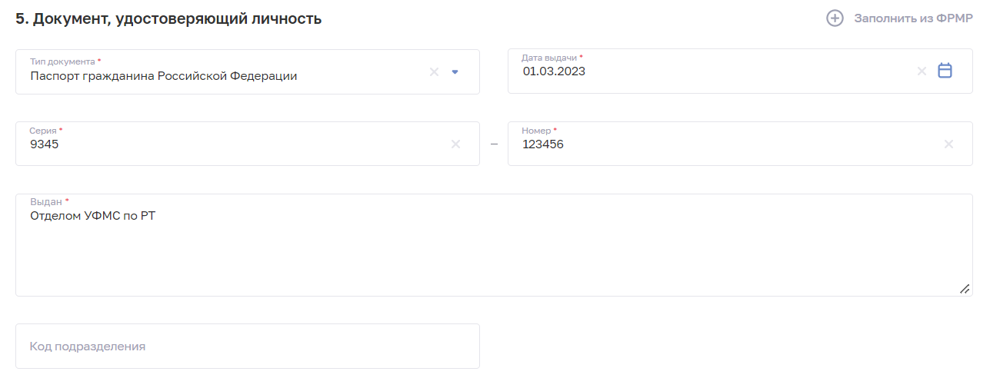 5. Документ, удостоверяющий личность
Заполнить из ФРМР
Тип документа *
Паспорт гражданина Российской Федерации
Дата выдачи *
01.03.2023
Серия *
9345
–
Номер *
123456
Выдан *
Отделом УФМС по РТ
Код подразделения